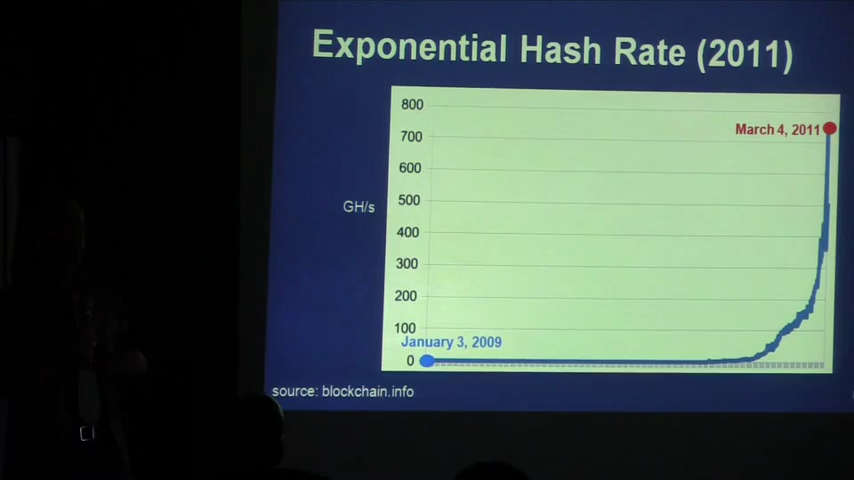 Exponential Hash Rate (2011)
800
March 4, 2011
700
600
GH/s
500
400
300
200
100
January 3, 2009
0
source: blockchain.info